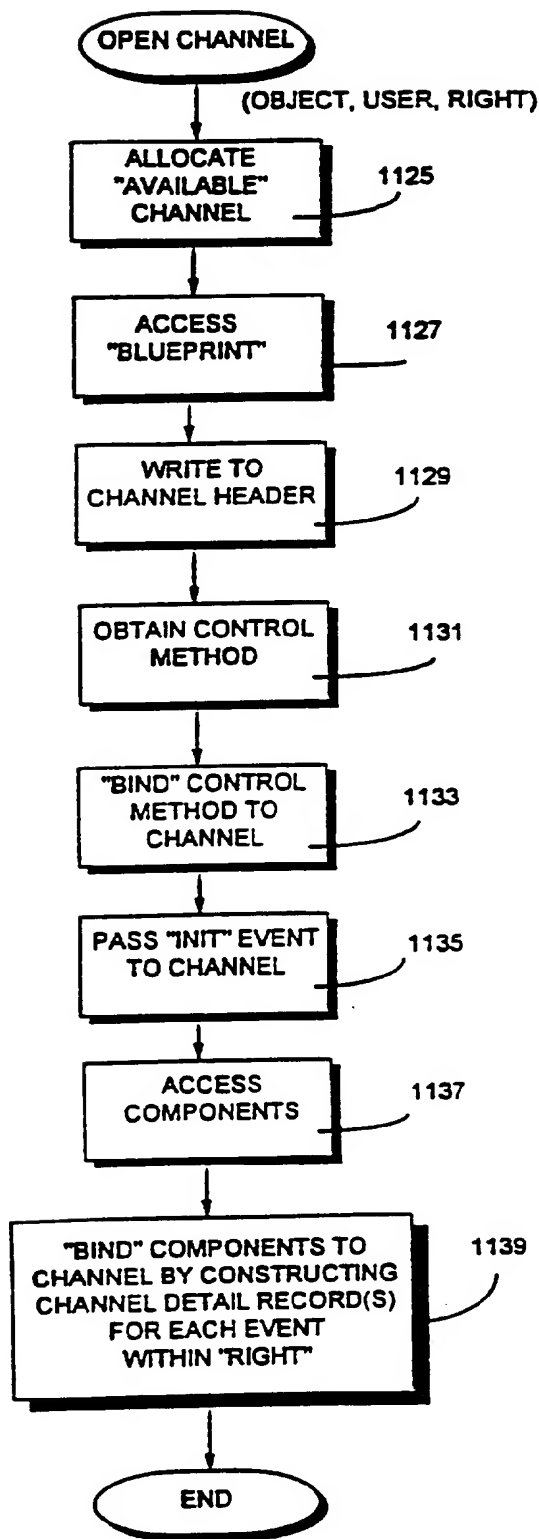 OPEN CHANNEL
(OBJECT, USER, RIGHT)
ALLOCATE
"AVAILABLE"
CHANNEL
1125
ACCESS
"BLUEPRINT"
1127
WRITE TO
CHANNEL HEADER
1129
OBTAIN CONTROL
METHOD
1131
"BIND" CONTROL
METHOD TO
CHANNEL
1133
PASS "INIT" EVENT
TO CHANNEL
1135
ACCESS
COMPONENTS
1137
"BIND" COMPONENTS TO
CHANNEL BY CONSTRUCTING
CHANNEL DETAIL RECORD(S)
FOR EACH EVENT
WITHIN "RIGHT"
1139
END